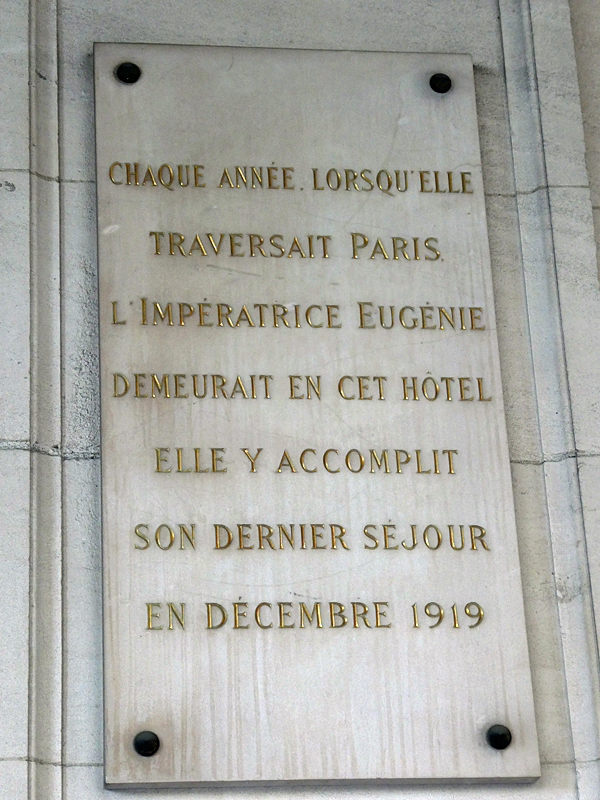 CHAQUE ANNÉE, LORSQU'ELLE
TRAVERSAIT PARIS,
L'IMPÉRATRICE EUGÉNIE
DEMEURAIT EN CET HÔTEL
ELLE Y ACCOMPLIT
SON DERNIER SÉJOUR
EN DÉCEMBRE 1919